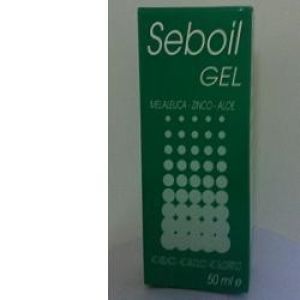 Seboil
GEL
MELALEUCA - ZINCO - ALOE
50 ml e